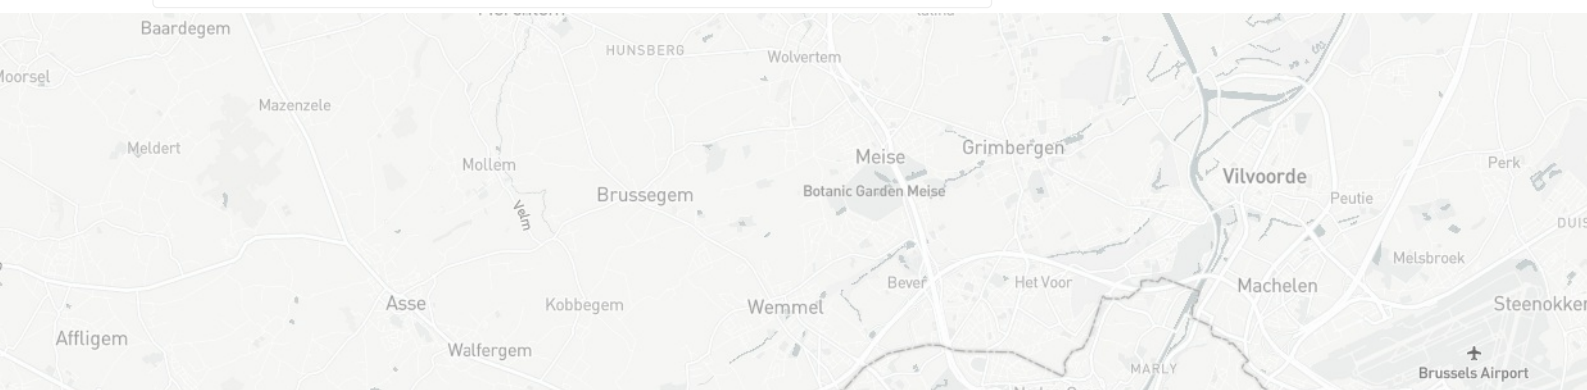 Baardegem
HUNSBERG
Wolvertem
Moorsel
Mazenzele
Meldert
Mollem
Meise
Grimbergen
Perk
Vilvoorde
Brussegem
Botanic Garden Meise
Peutie
Velm
Melsbroek
Bever
Het Voor
Machelen
Asse
Kobbegem
Wemmel
Affligem
Walfergem
MARLY
Brussels Airport